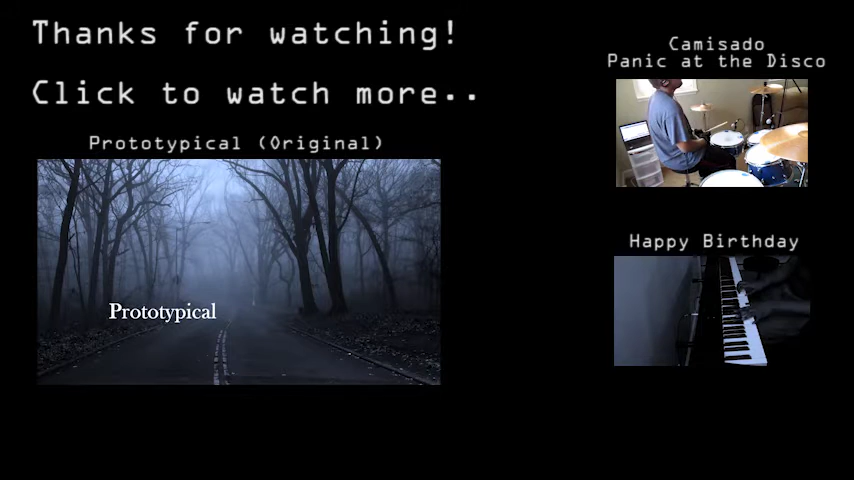 Thanks for watching!
Click to watch more..
Prototypical (Original)
Prototypical
Camisado
Panic at the Disco
Happy Birthday